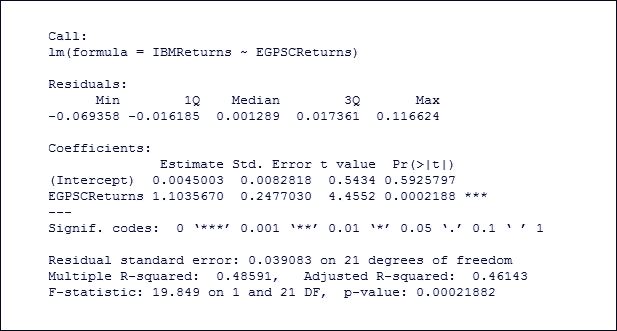 Call:
lm(formula = IBMReturns ~ EGPSCReturns)
Residuals:
Min 1Q Median 3Q Max
-0.069358 -0.016185 0.001289 0.017361 0.116624
Coefficients:
Estimate Std. Error t value Pr(>|t|)
(Intercept) 0.0045003 0.0082818 0.5434 0.5925797
EGPSCReturns 1.1035670 0.2477030 4.4552 0.0002188 ***
---
Signif. codes: 0 ‘***’ 0.001 ‘**’ 0.01 ‘*’ 0.05 ‘.’ 0.1 ‘ ’ 1
Residual standard error: 0.039083 on 21 degrees of freedom
Multiple R-squared: 0.48591, Adjusted R-squared: 0.46143
F-statistic: 19.849 on 1 and 21 DF, p-value: 0.00021882